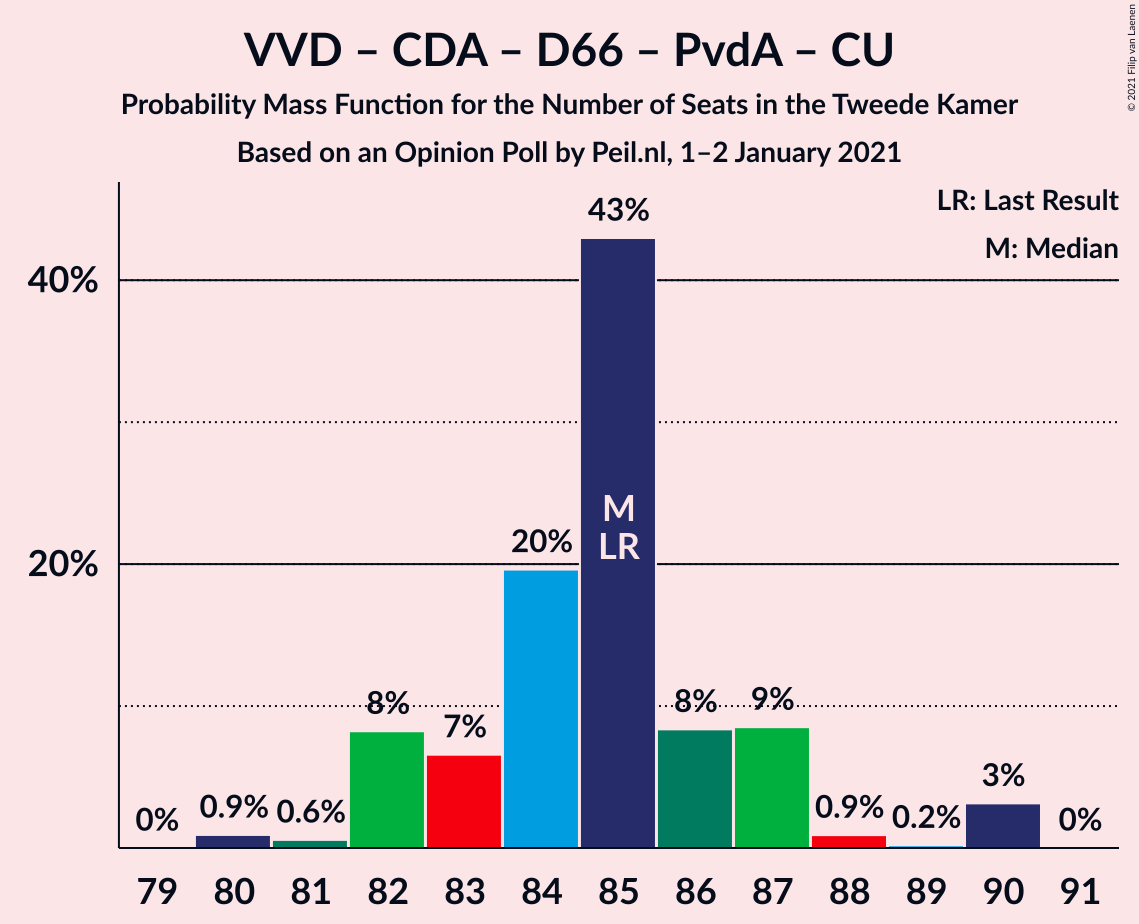 VVD – CDA – D66 – PvdA – CU
Probability Mass Function for the Number of Seats in the Tweede Kamer
Based on an Opinion Poll by Peil.nl, 1–2 January 2021
© 2021 Filip van Laenen
LR: Last Result
M: Median
40%
20%
0%
0.9%
0.6%
8%
7%
20%
43%
M
LR
8%
9%
0.9%
0.2%
3%
0%
79 80 81 82 83 84 85 86 87 88 89 90 91